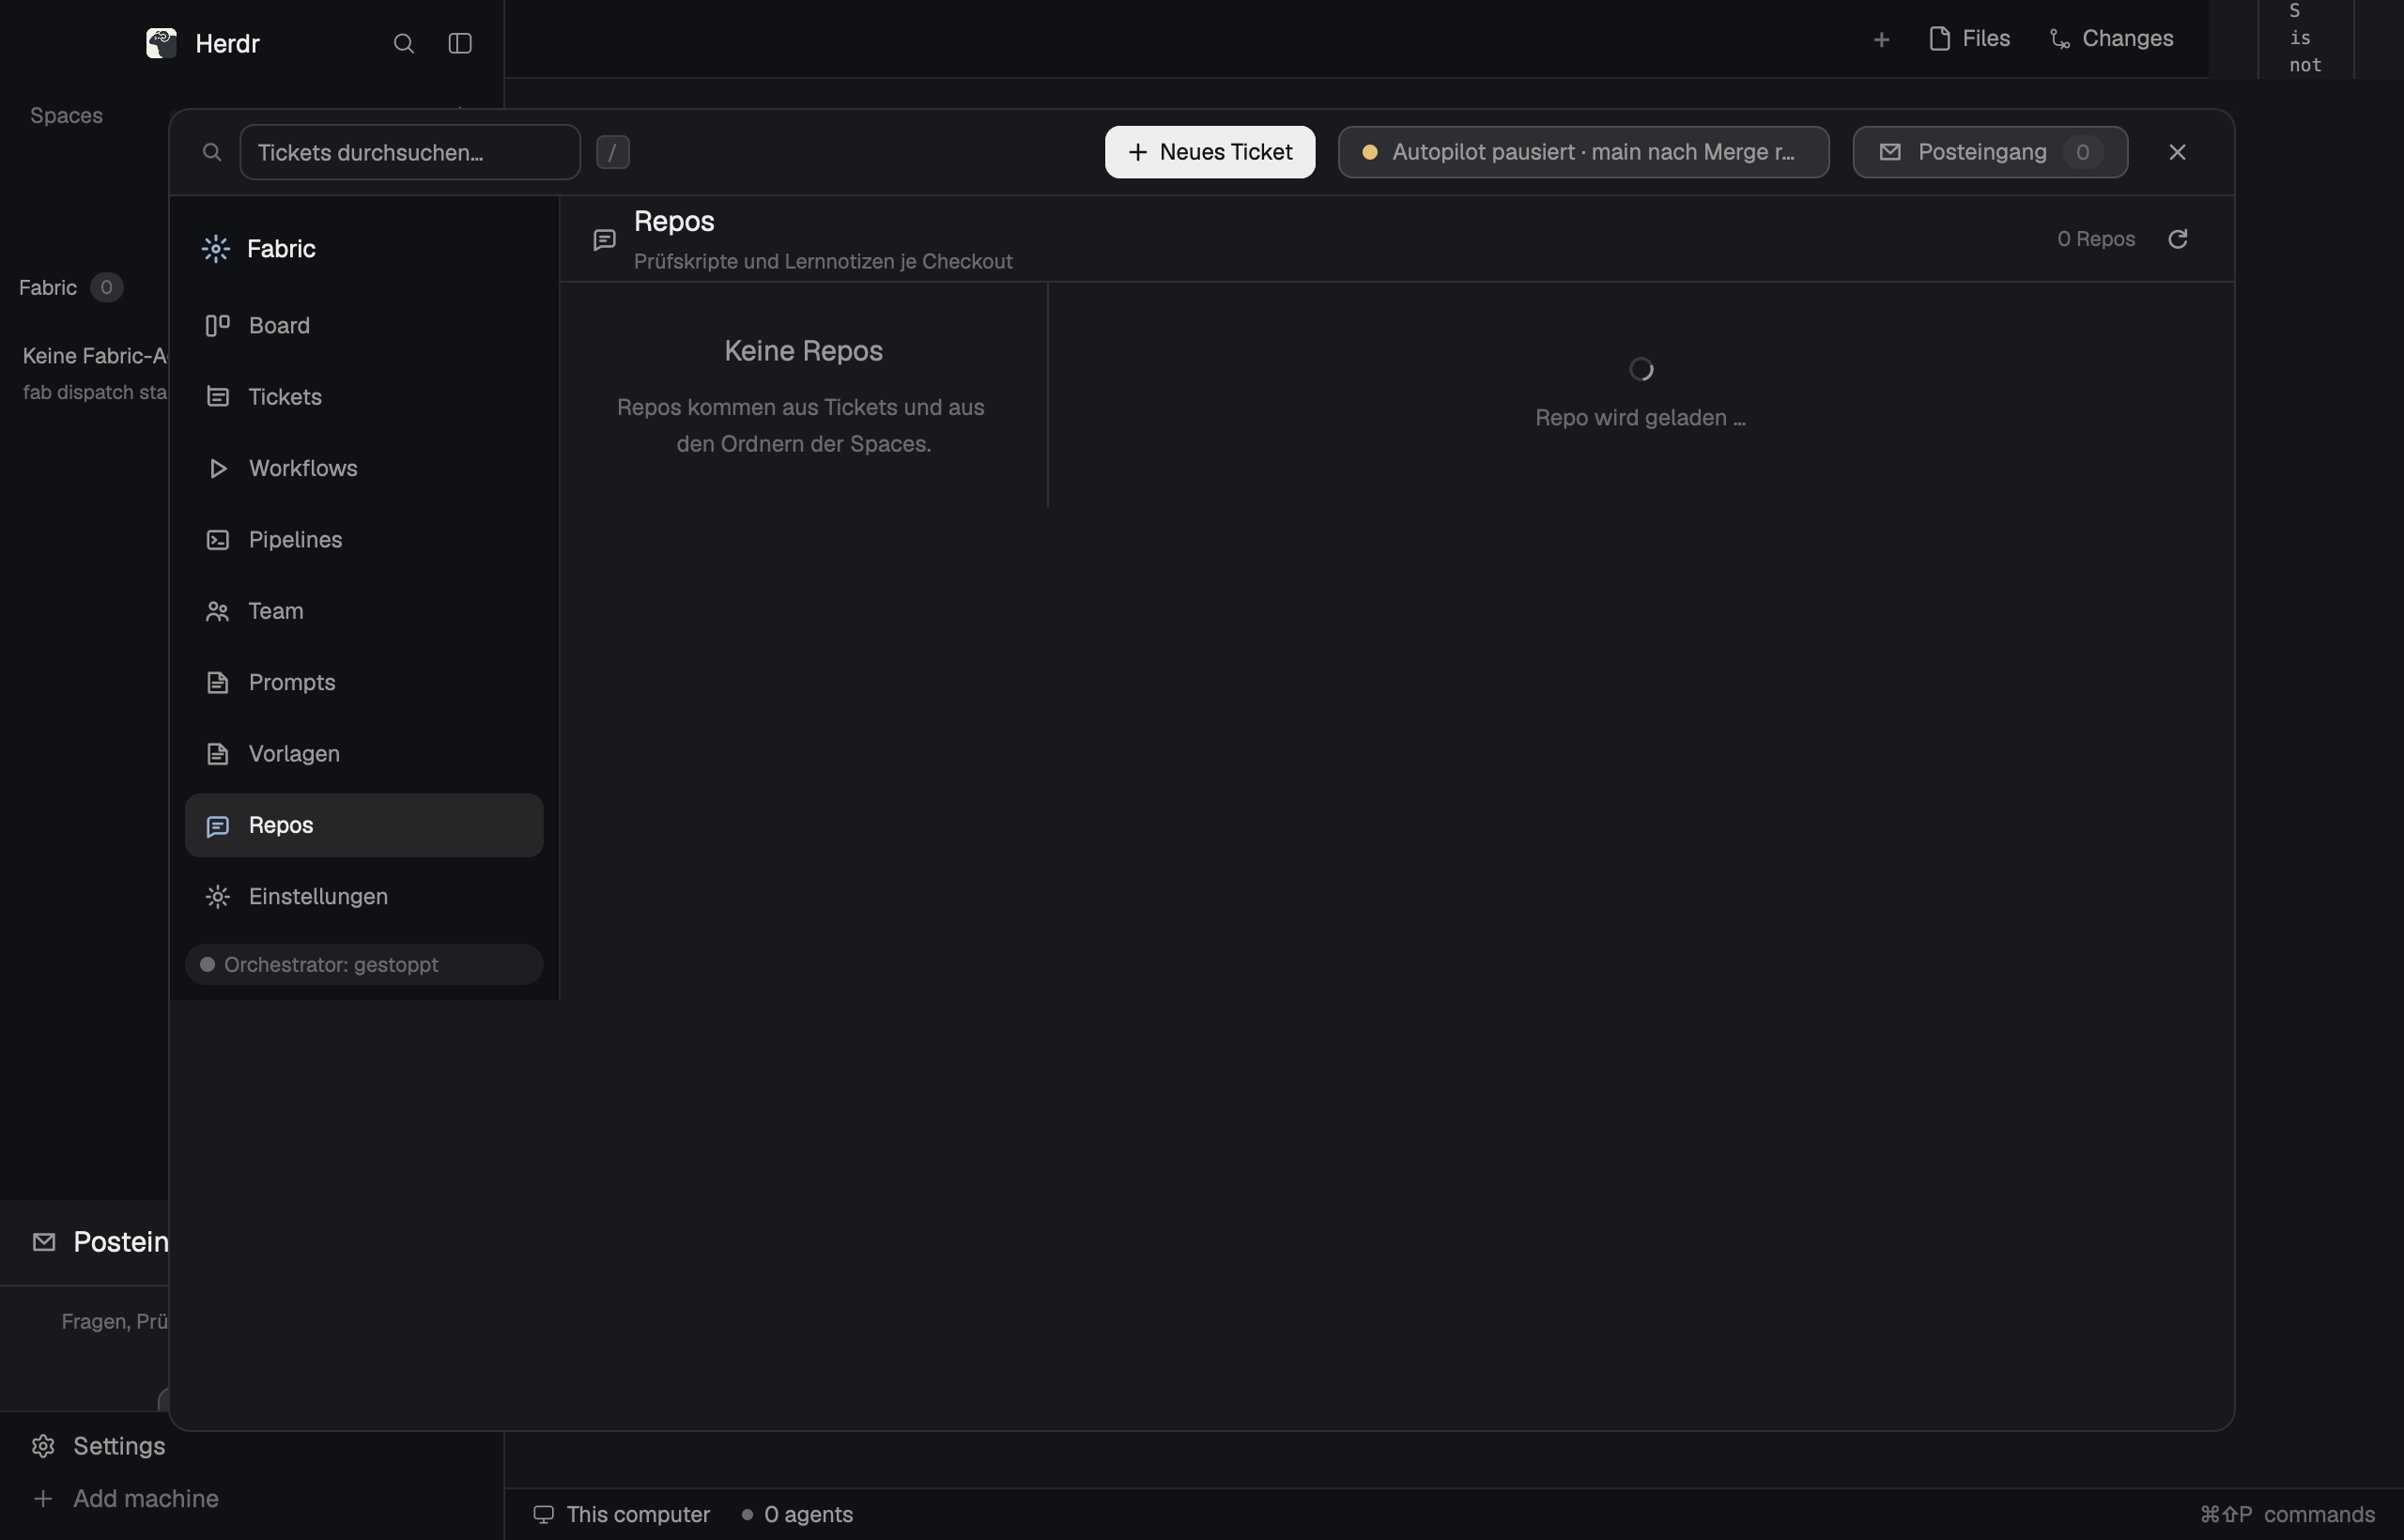 Herdr
Files
Changes
S
is
not
Spaces
Tickets durchsuchen...
/
Neues Ticket
Autopilot pausiert · main nach Merge r...
Posteingang 0
Fabric
Repos
Prüfskripte und Lernnotizen je Checkout
0 Repos
Fabric 0
Keine Fabric-A
fab dispatch sta
Board
Tickets
Workflows
Pipelines
Team
Prompts
Vorlagen
Repos
Einstellungen
Orchestrator: gestoppt
Keine Repos
Repos kommen aus Tickets und aus
den Ordnern der Spaces.
Repo wird geladen ...
Postein
Fragen, Prü
Settings
Add machine
This computer
0 agents
⌘⇧P commands